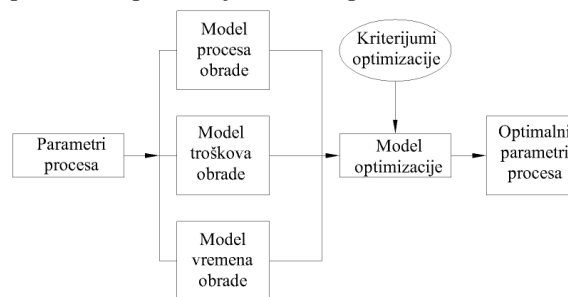 Model
procesa
obrade
Kriterijumi
optimizacije
Parametri
procesa
Model
troškova
obrade
Model
optimizacije
Optimalni
parametri
procesa
Model
vremena
obrade